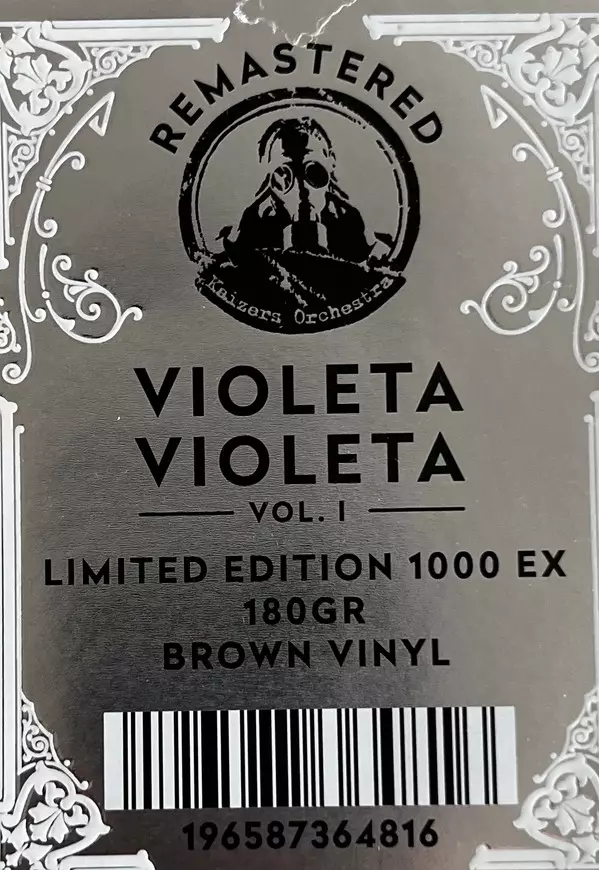 REMASTERED
Kaizers Orchestra
VIOLETA
VIOLETA
VOL. I
LIMITED EDITION 1000 EX
180GR
BROWN VINYL
196587364816